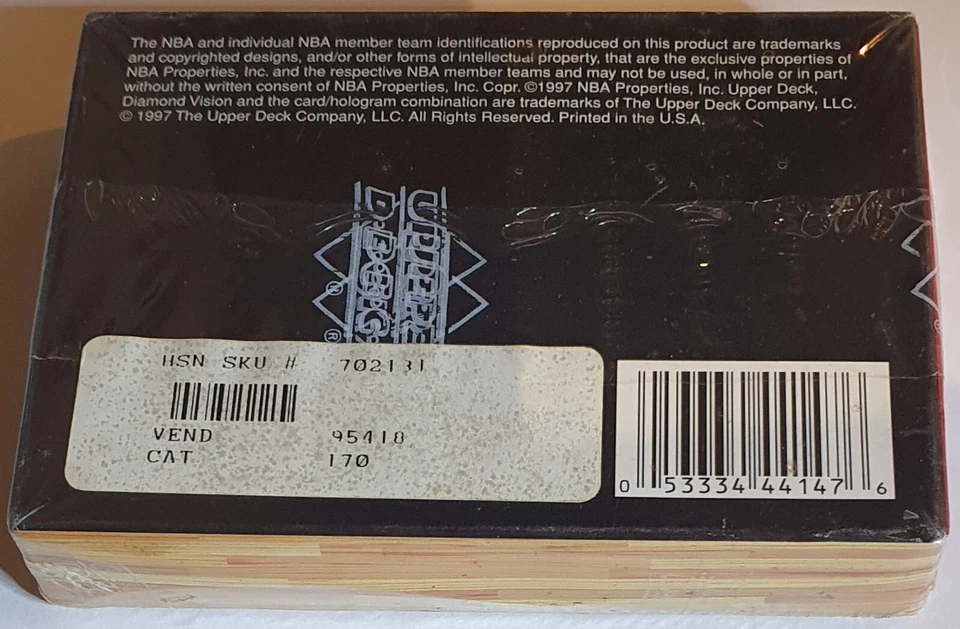 The NBA and individual NBA member team identifications reproduced on this product are trademarks
and copyrighted designs, and/or other forms of intellectual property, that are the exclusive properties of
NBA Properties, Inc. and the respective NBA member teams and may not be used, in whole or in part,
without the written consent of NBA Properties, Inc. Copr. ©1997 NBA Properties, Inc. Upper Deck,
Diamond Vision and the card/hologram combination are trademarks of The Upper Deck Company, LLC.
© 1997 The Upper Deck Company, LLC. All Rights Reserved. Printed in the U.S.A.
UPPER
DECK
®
HSN SKU # 702131
VEND 95418
CAT 170
0 53334 44147 6